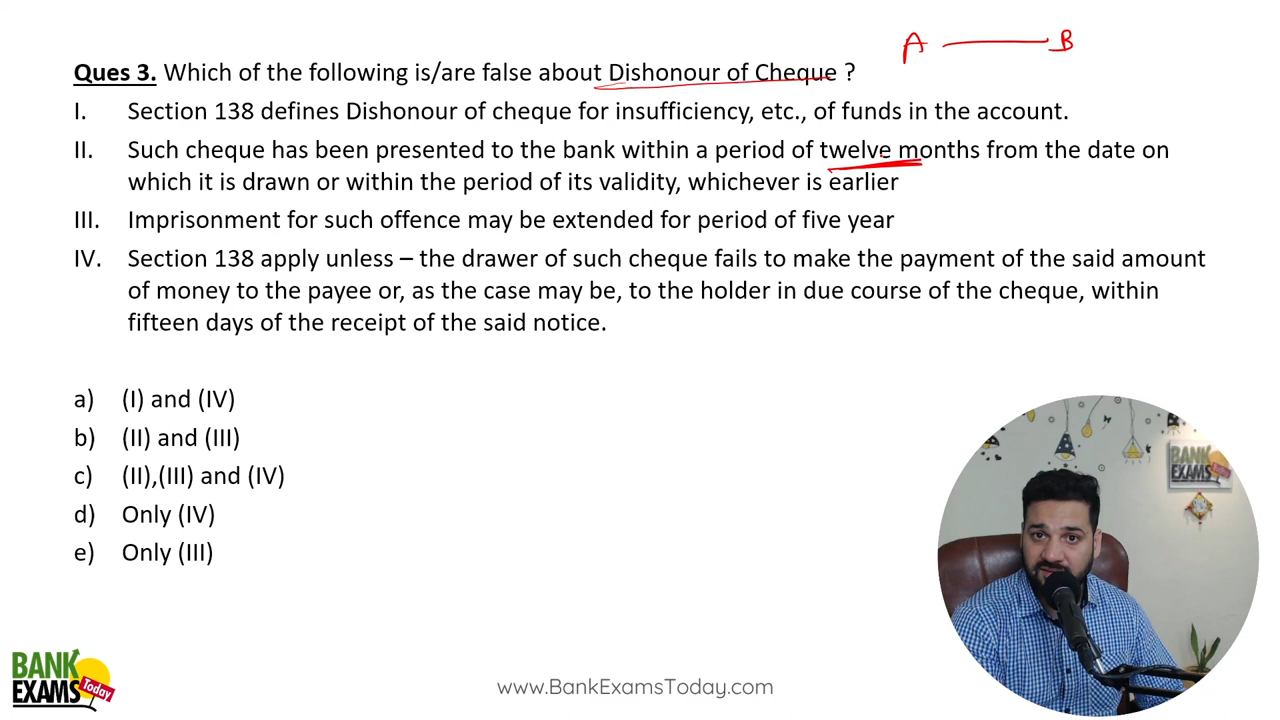 A B
Ques 3. Which of the following is/are false about Dishonour of Cheque ?
I. Section 138 defines Dishonour of cheque for insufficiency, etc., of funds in the account.
II. Such cheque has been presented to the bank within a period of twelve months from the date on
which it is drawn or within the period of its validity, whichever is earlier
III. Imprisonment for such offence may be extended for period of five year
IV. Section 138 apply unless – the drawer of such cheque fails to make the payment of the said amount
of money to the payee or, as the case may be, to the holder in due course of the cheque, within
fifteen days of the receipt of the said notice.
a) (I) and (IV)
b) (II) and (III)
c) (II),(III) and (IV)
d) Only (IV)
e) Only (III)
BANK
EXAMS
Today
BANK
EXAMS Today
www.BankExamsToday.com